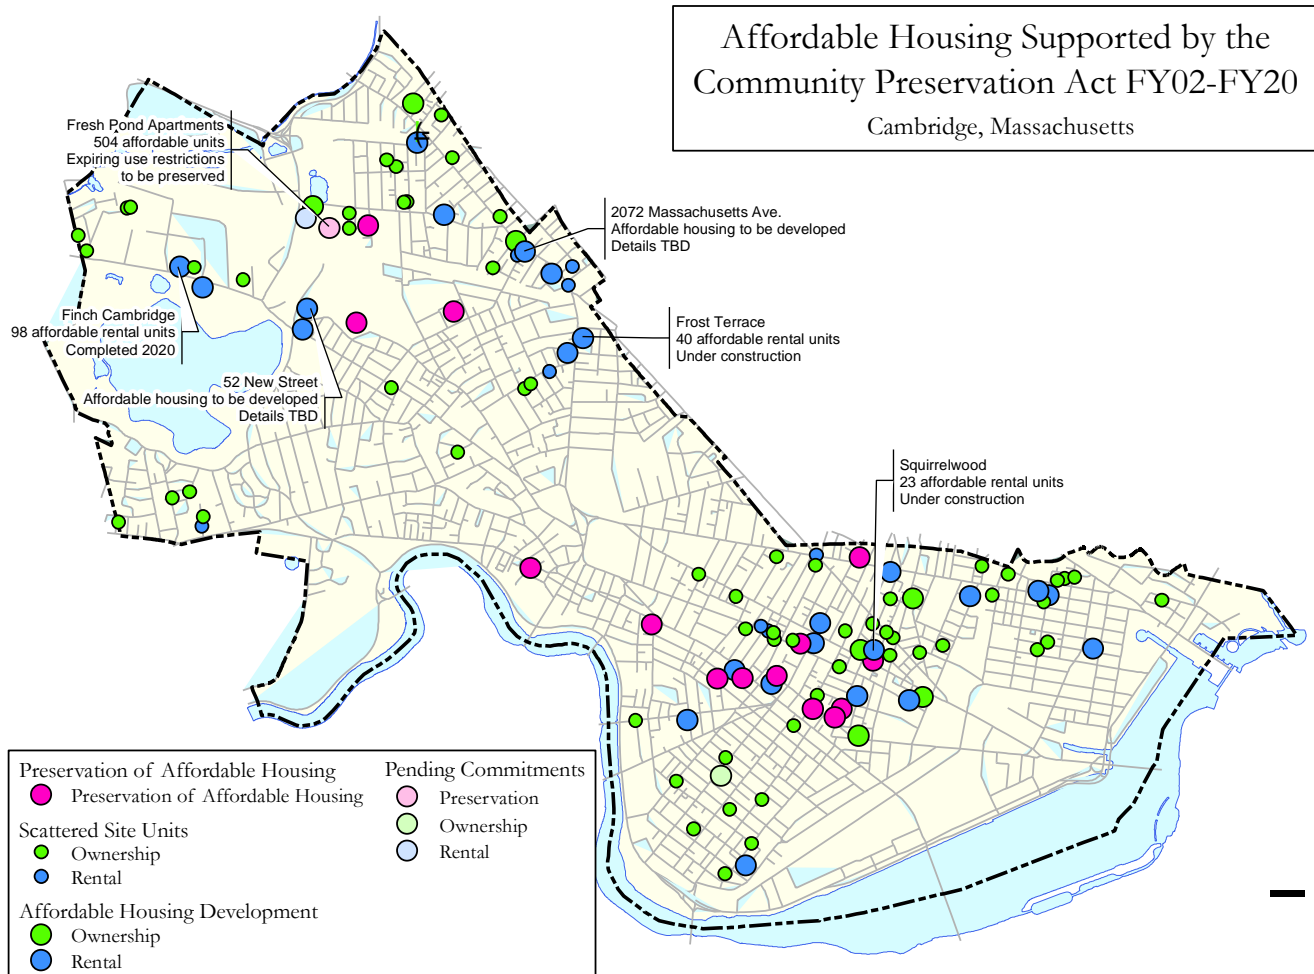 Affordable Housing Supported by the
Community Preservation Act FY02-FY20
Cambridge, Massachusetts
Fresh Pond Apartments
504 affordable units
Expiring use restrictions
to be preserved
2072 Massachusetts Ave.
Affordable housing to be developed
Details TBD
Finch Cambridge
98 affordable rental units
Completed 2020
Frost Terrace
40 affordable rental units
Under construction
52 New Street
Affordable housing to be developed
Details TBD
Squirrelwood
23 affordable rental units
Under construction
Preservation of Affordable Housing
Preservation of Affordable Housing
Scattered Site Units
Ownership
Rental
Affordable Housing Development
Ownership
Rental
Pending Commitments
Preservation
Ownership
Rental